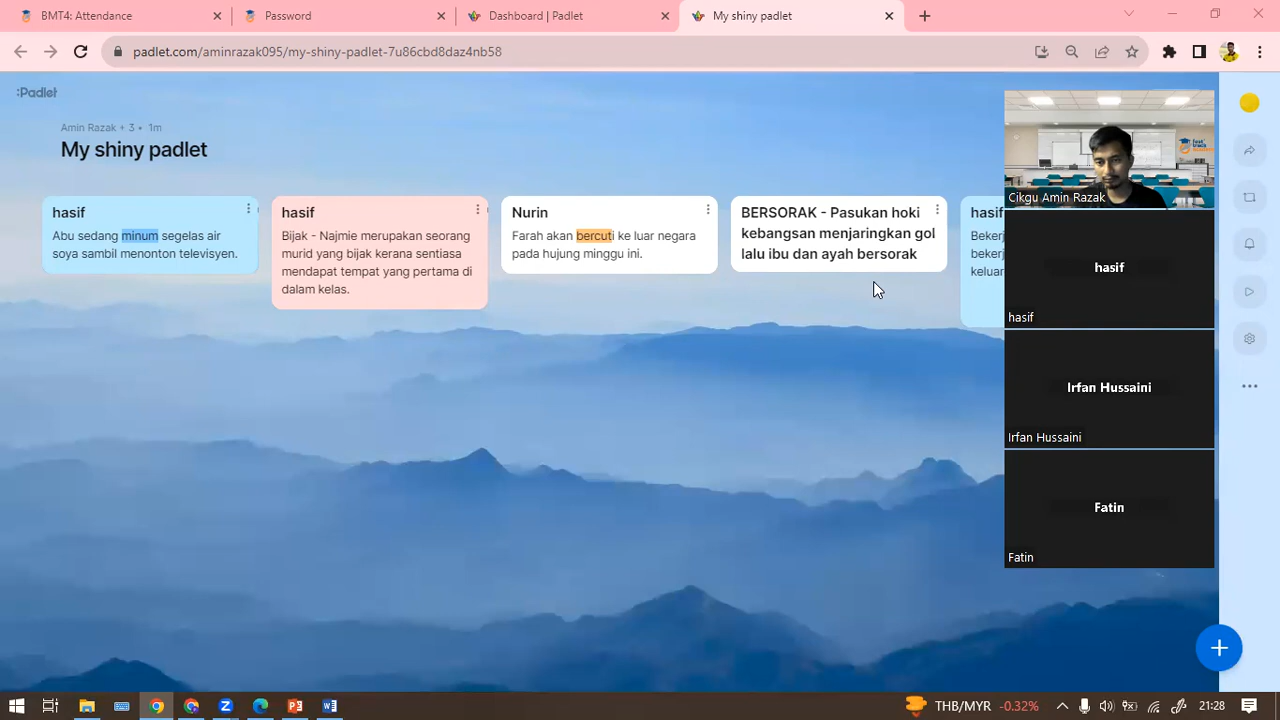 BMT4: Attendance
Password
Dashboard | Padlet
My shiny padlet
padlet.com/aminrazak095/my-shiny-padlet-7u86cbd8daz4nb58
:Padlet
Amin Razak + 3 • 1m
My shiny padlet
hasif
Abu sedang minum segelas air
soya sambil menonton televisyen.
hasif
Bijak - Najmie merupakan seorang
murd yang bijak kerana sentiasa
mendapat tempat yang pertama di
dalam kelas.
Nurin
Farah akan bercuti ke luar negara
pada hujung minggu ini.
BERSORAK - Pasukan hoki
kebangsan menjaringkan gol
lalu ibu dan ayah bersorak
hasif
Bekerj
bekerj
keluar
Cikgu Amin Razak
hasif
hasif
Irfan Hussaini
Irfan Hussaini
Fatin
Fatin
THB/MYR -0.32%
21:28